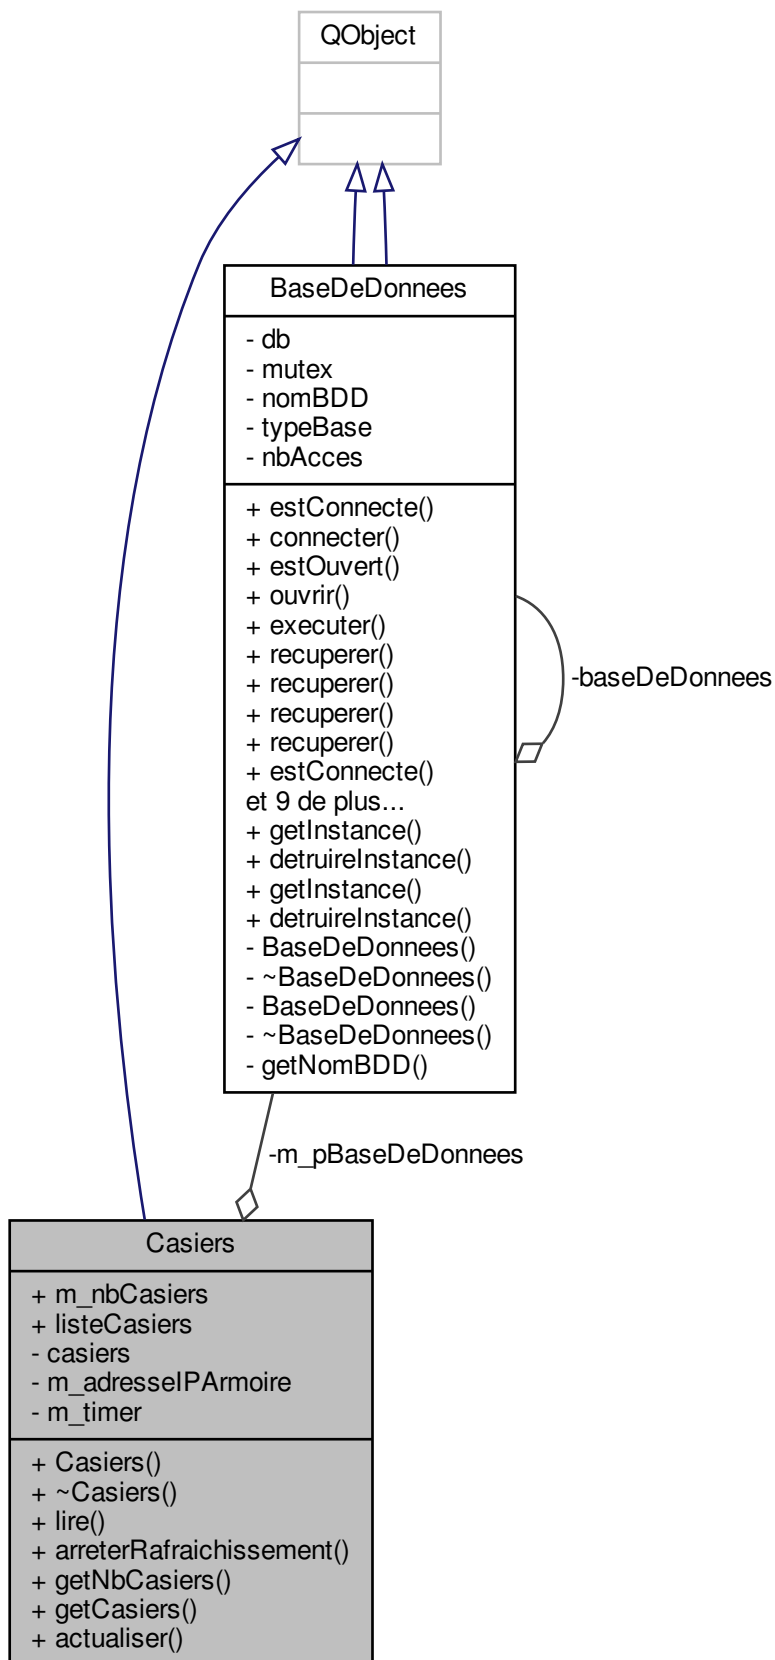 QObject
BaseDeDonnees
- db
- mutex
- nomBDD
- typeBase
- nbAcces
+ estConnecte()
+ connecter()
+ estOuvert()
+ ouvrir()
+ executer()
+ recuperer()
+ recuperer()
+ recuperer()
+ recuperer()
+ estConnecte()
et 9 de plus...
+ getInstance()
+ detruireInstance()
+ getInstance()
+ detruireInstance()
- BaseDeDonnees()
- ~BaseDeDonnees()
- BaseDeDonnees()
- ~BaseDeDonnees()
- getNomBDD()
-baseDeDonnees
-m_pBaseDeDonnees
Casiers
+ m_nbCasiers
+ listeCasiers
- casiers
- m_adresseIPArmoire
- m_timer
+ Casiers()
+ ~Casiers()
+ lire()
+ arreterRafraichissement()
+ getNbCasiers()
+ getCasiers()
+ actualiser()